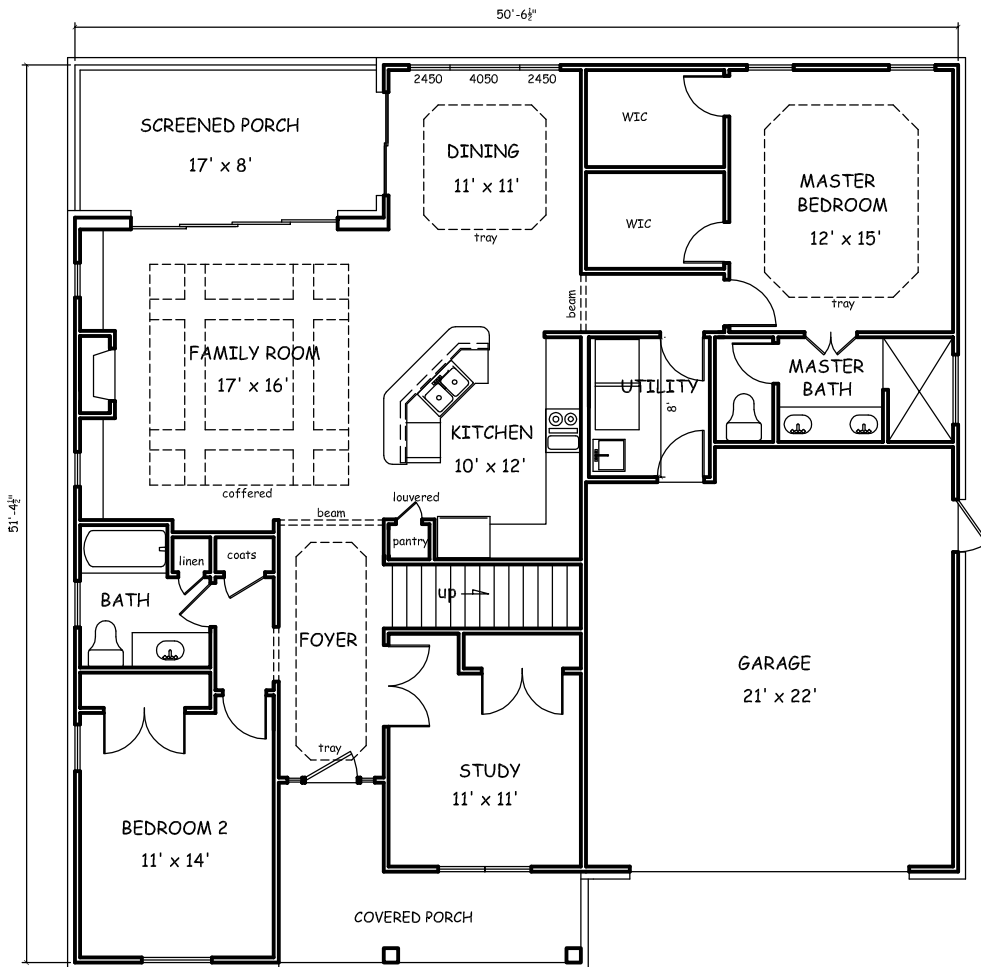 50'-6½"
2450 4050 2450
SCREENED PORCH
17' x 8'
DINING
11' x 11'
tray
WIC
WIC
MASTER
BEDROOM
12' x 15'
tray
beam
FAMILY ROOM
17' x 16'
coffered
KITCHEN
10' x 12'
UTILITY
8'
MASTER
BATH
51'-4½"
louvered
pantry
beam
linen
coats
BATH
up
FOYER
tray
GARAGE
21' x 22'
STUDY
11' x 11'
BEDROOM 2
11' x 14'
COVERED PORCH